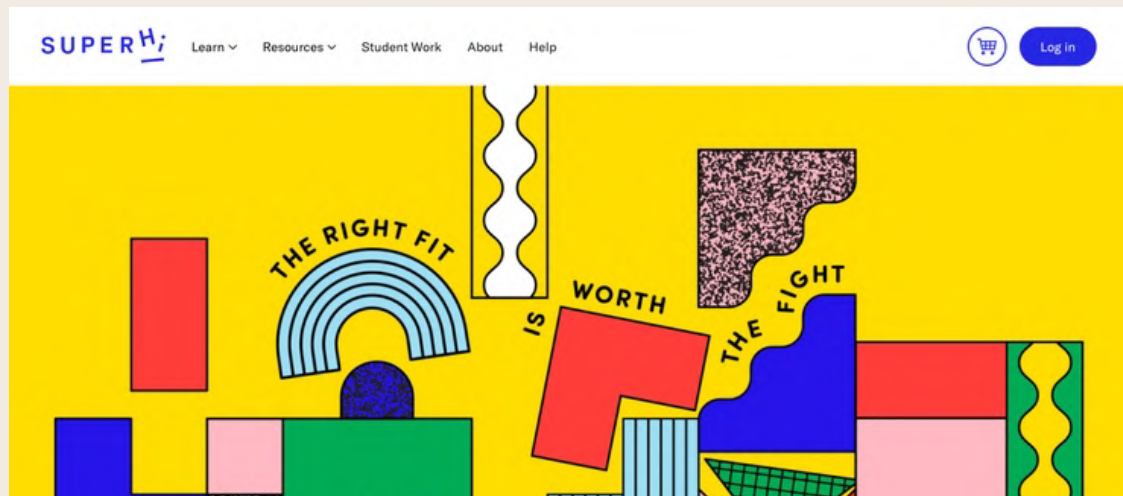 SUPERHi
Learn
Resources
Student Work
About
Help
Log in
THE RIGHT FIT
IS
WORTH
THE
FIGHT